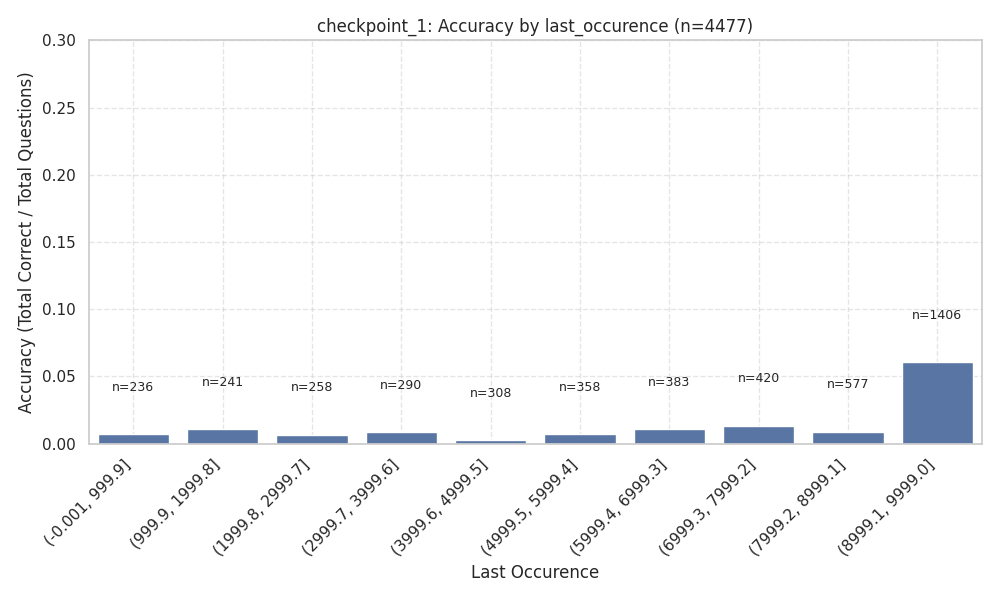 checkpoint_1: Accuracy by last_occurence (n=4477)
Accuracy (Total Correct / Total Questions)
0.30
0.25
0.20
0.15
0.10
0.05
0.00
n=236
n=241
n=258
n=290
n=308
n=358
n=383
n=420
n=577
n=1406
(-0.001, 999.9]
(999.9, 1999.8]
(1999.8, 2999.7]
(2999.7, 3999.6]
(3999.6, 4999.5]
(4999.5, 5999.4]
(5999.4, 6999.3]
(6999.3, 7999.2]
(7999.2, 8999.1]
(8999.1, 9999.0]
Last Occurence